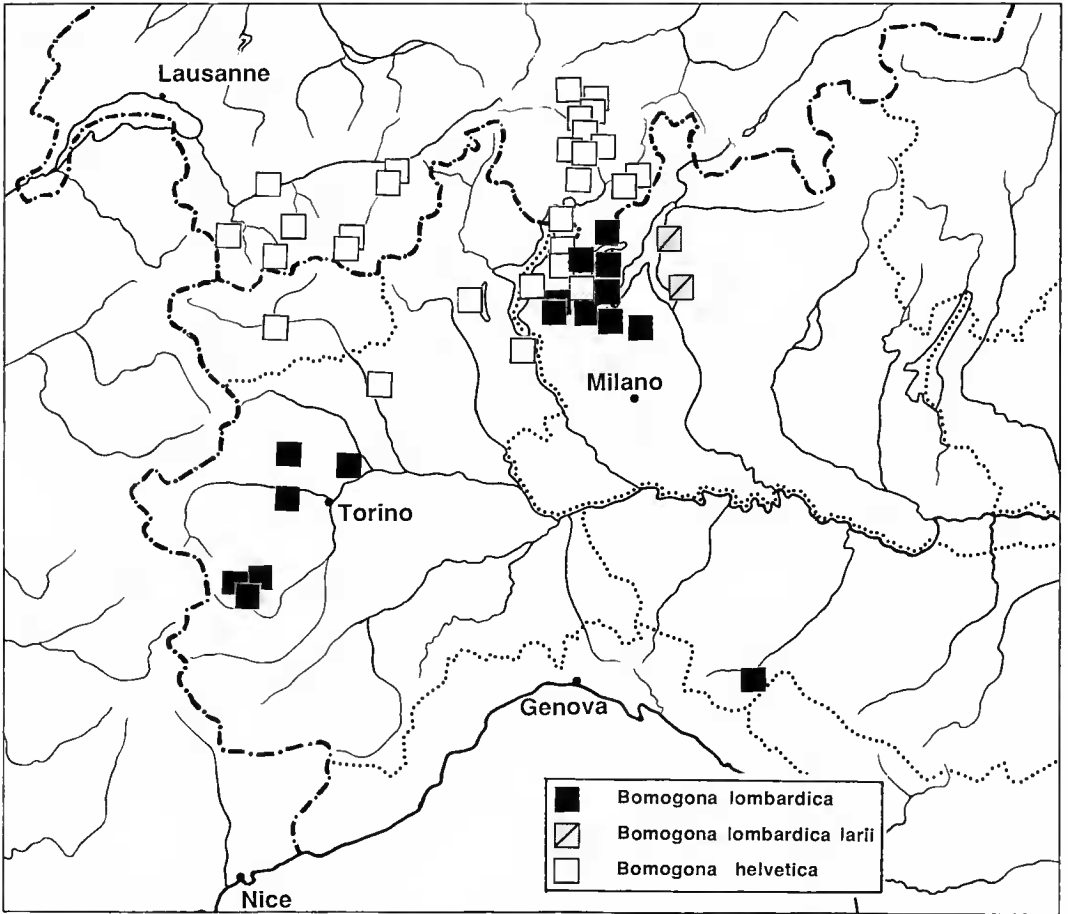 Lausanne
Milano
Torino
Genova
Nice
Bomogona lombardica
Bomogona lombardica larii
Bomogona helvetica